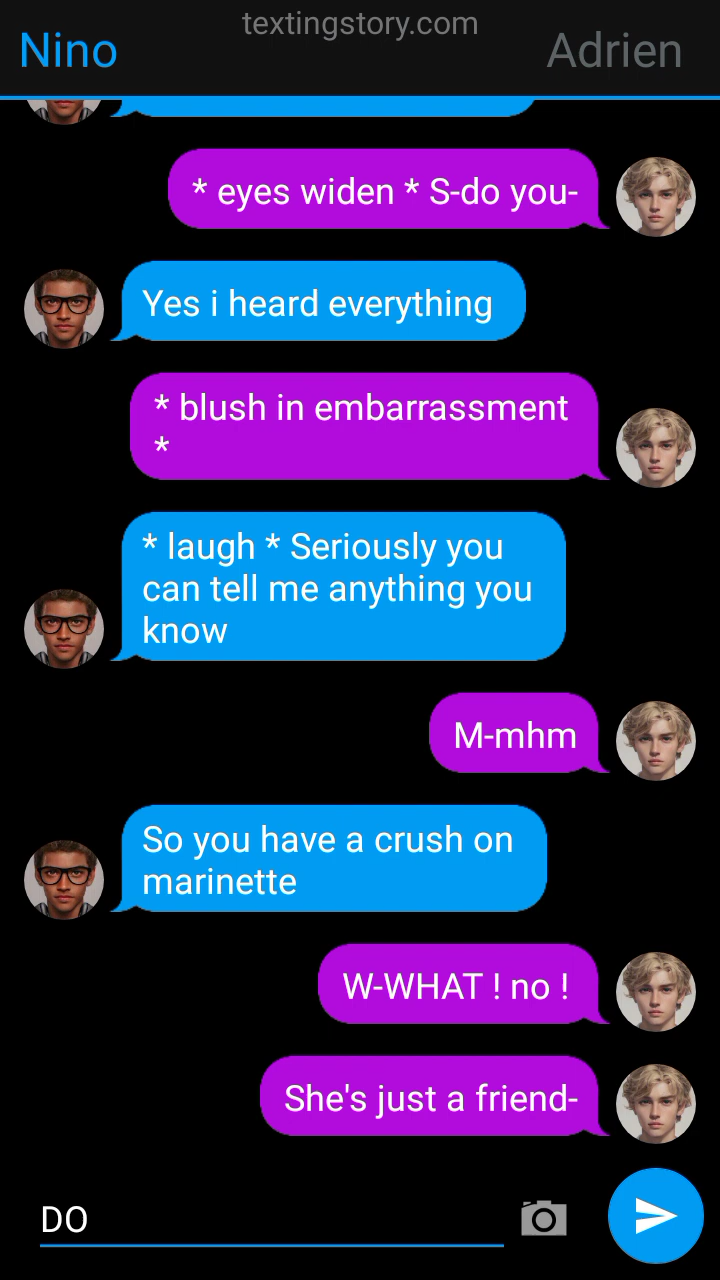 textingstory.com
Nino
Adrien
* eyes widen * S-do you-
Yes i heard everything
* blush in embarrassment
*
* laugh * Seriously you
can tell me anything you
know
M-mhm
So you have a crush on
marinette
W-WHAT ! no !
She's just a friend-
DO